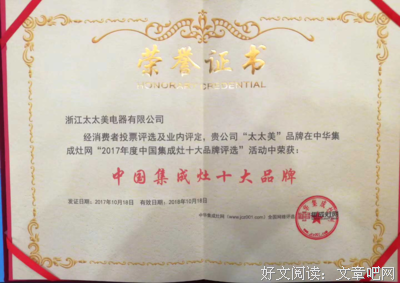 荣誉证书
HONORARY CREDENTIAL
浙江太太美电器有限公司
经消费者投票评选及业内评定，贵公司“太太美”品牌在中华集
成灶网“2017年度中国集成灶十大品牌评选”活动中荣获：
中国集成灶十大品牌
发证日期：2017年10月18日 有效日期：2018年10月18日
好文阅读：文章吧网